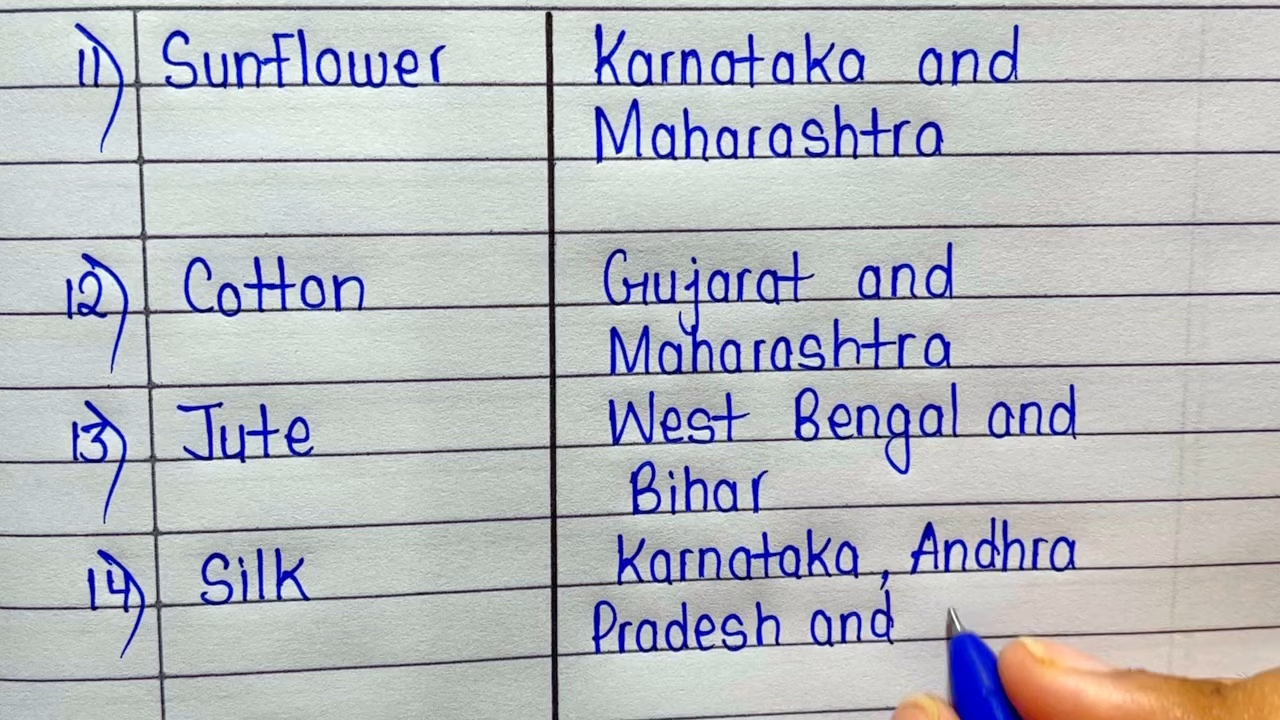 11) Sunflower Karnataka and
Maharashtra
12) Cotton Gujarat and
Maharashtra
13) Jute West Bengal and
Bihar
14) Silk Karnataka, Andhra
Pradesh and